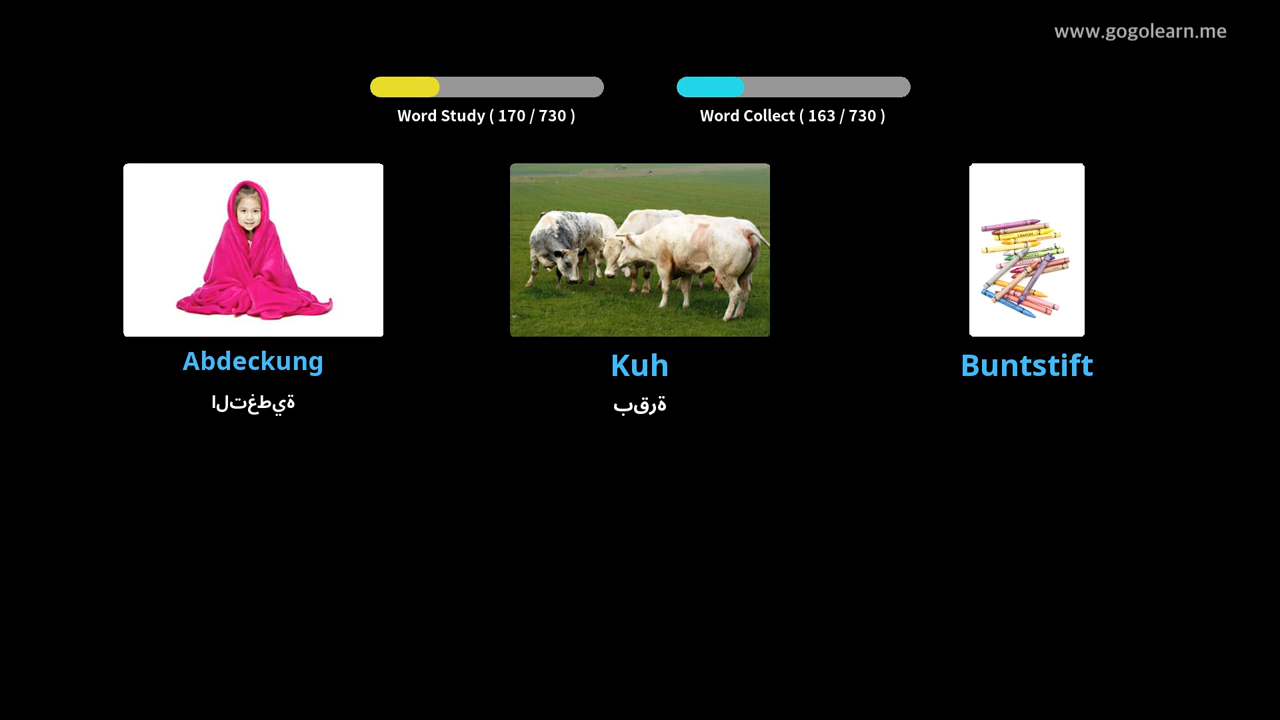 www.gogolearn.me
Word Study ( 170 / 730 )
Word Collect ( 163 / 730 )
Abdeckung
التغطية
Kuh
بقرة
Buntstift